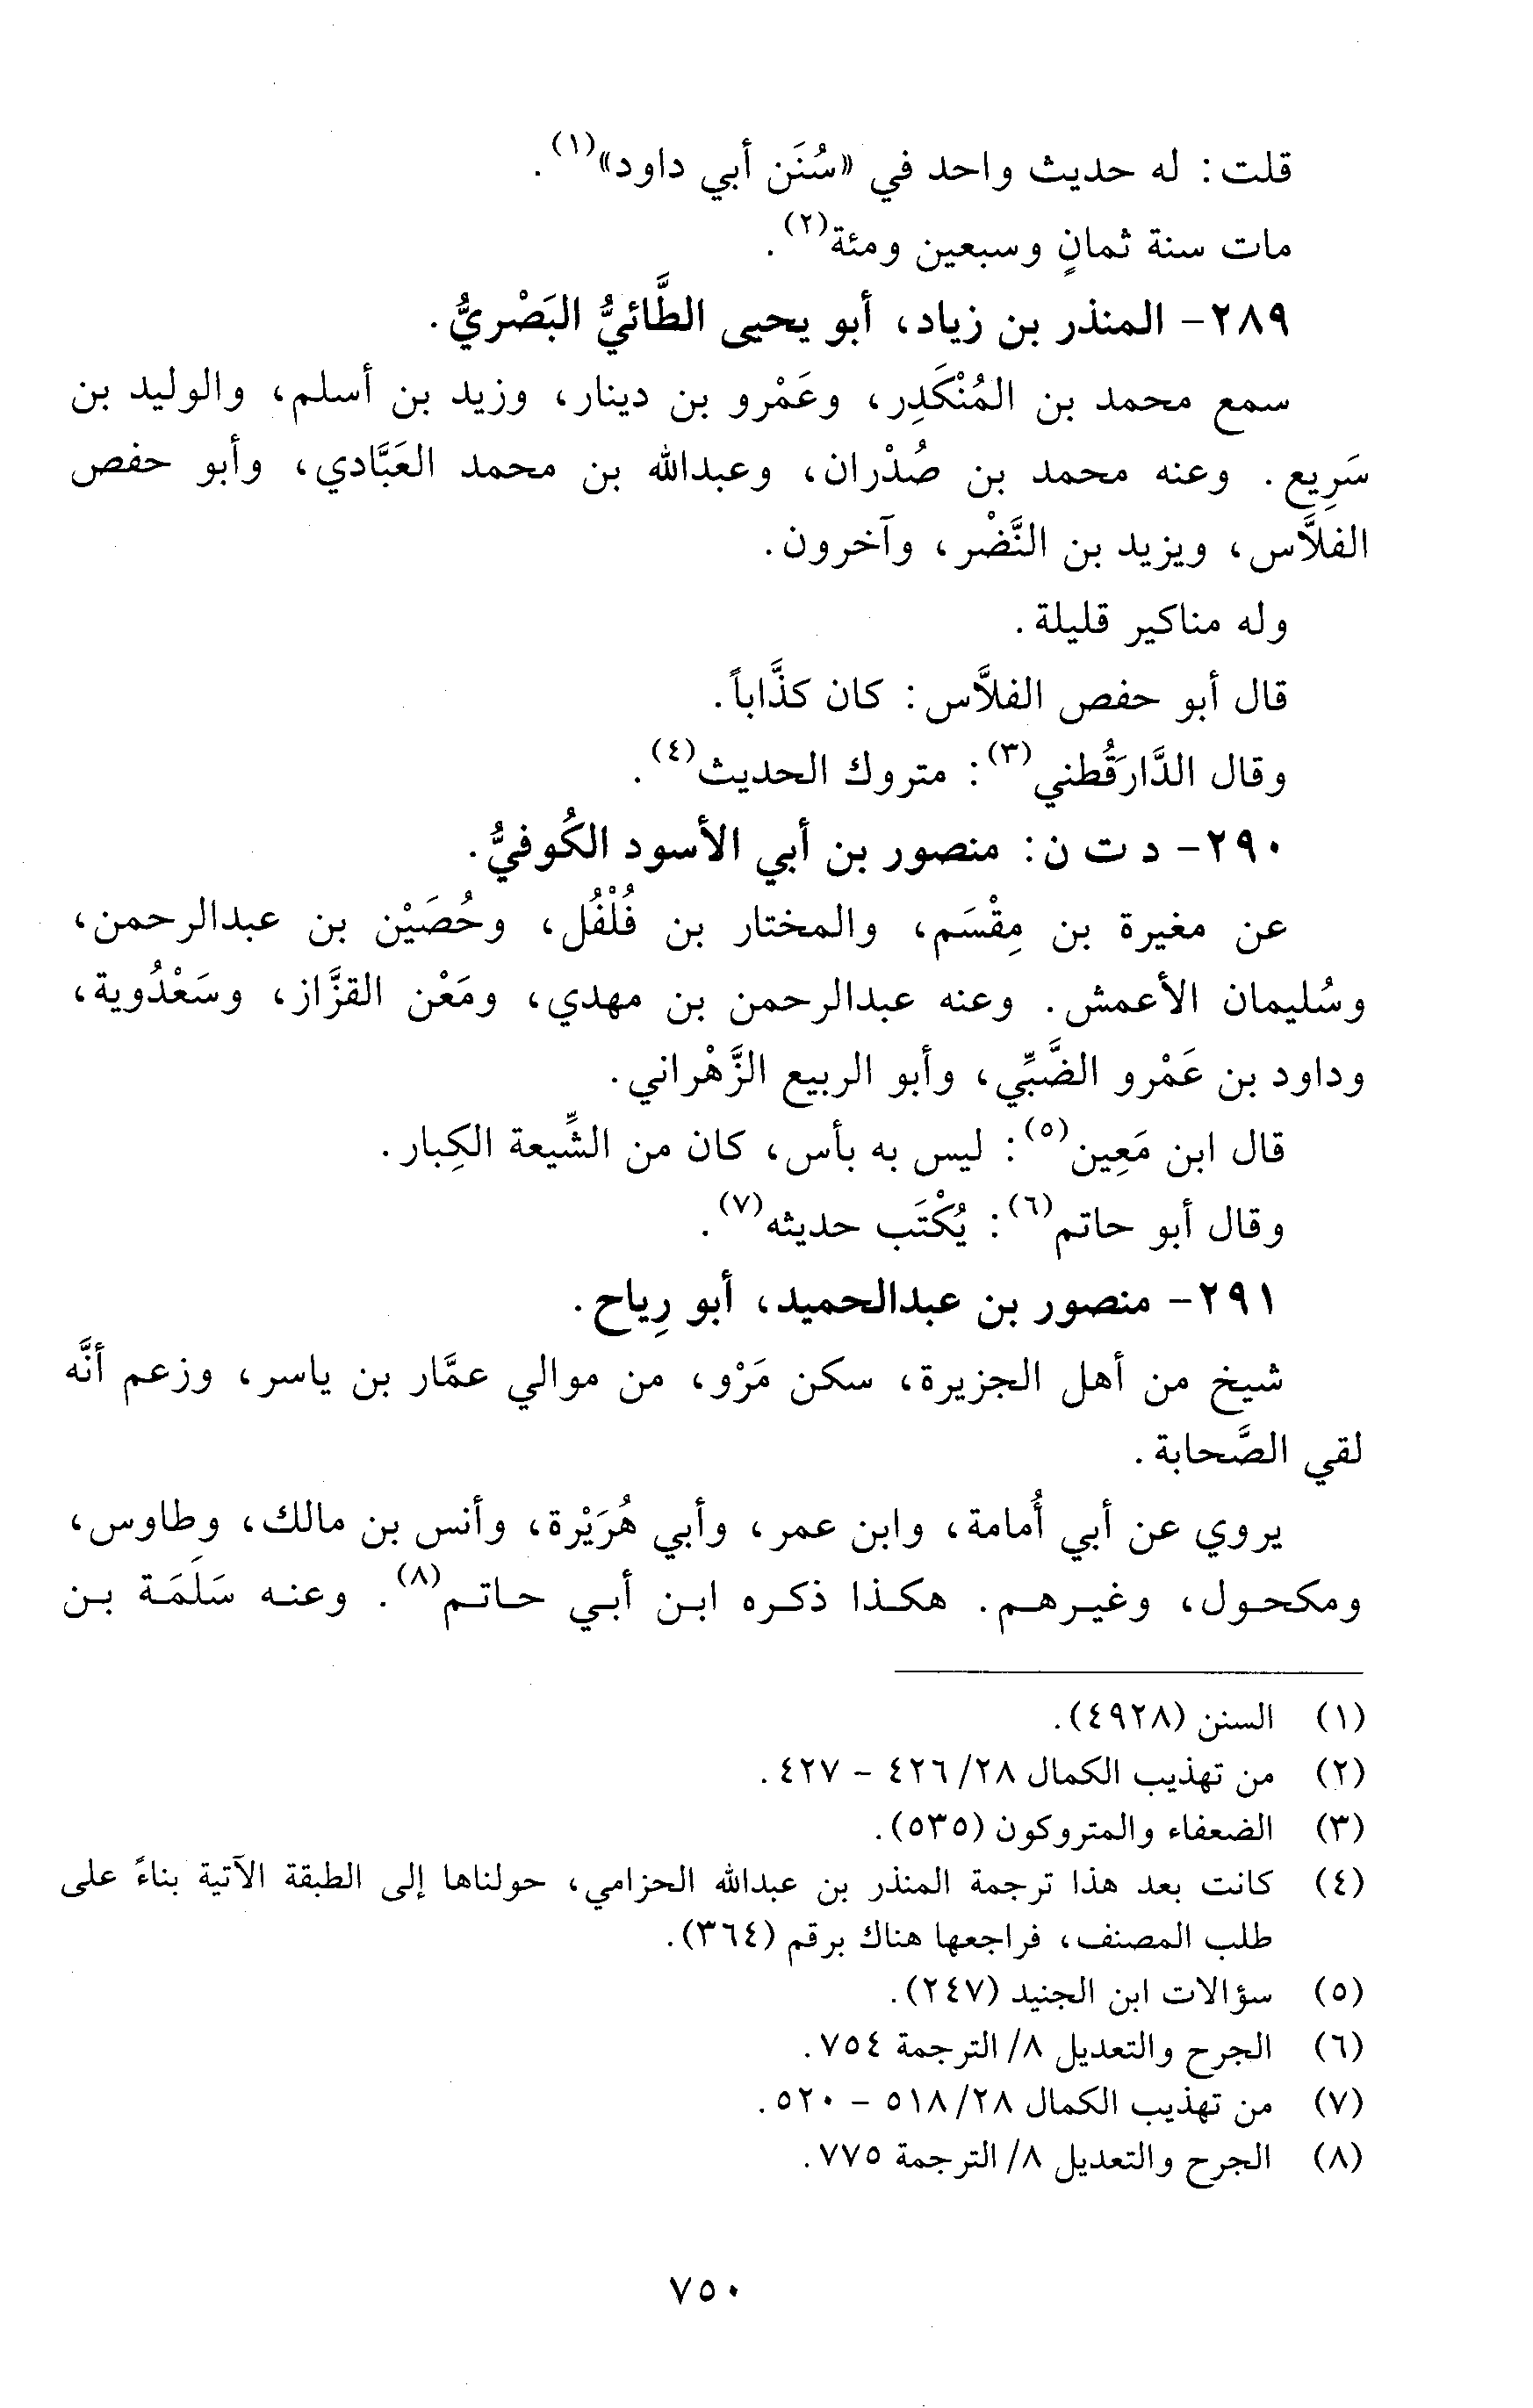 قلت: له حديث واحد في «سُنَن أبي داود»(١).
مات سنة ثمانٍ وسبعين ومئة(٢).
٢٨٩- المنذر بن زياد، أبو يحيى الطَّائيُّ البَصْريُّ.
سمع محمد بن المُنْكَدِر، وعَمْرو بن دينار، وزيد بن أسلم، والوليد بن
سَرِيع. وعنه محمد بن صُدْران، وعبدالله بن محمد العَبَّادي، وأبو حفص
الفلاَّس، ويزيد بن النَّضْر، وآخرون.
وله مناكير قليلة.
قال أبو حفص الفلاَّس: كان كذَّاباً.
وقال الدَّارَقُطني(٣): متروك الحديث(٤).
٢٩٠- د ت ن: منصور بن أبي الأسود الكُوفيُّ.
عن مغيرة بن مِقْسَم، والمختار بن فُلْفُل، وحُصَيْن بن عبدالرحمن،
وسُليمان الأعمش. وعنه عبدالرحمن بن مهدي، ومَعْن القزَّاز، وسَعْدُوية،
وداود بن عَمْرو الضَّبِّي، وأبو الربيع الزَّهْراني.
قال ابن مَعِين(٥): ليس به بأس، كان من الشِّيعة الكِبار.
وقال أبو حاتم(٦): يُكْتَب حديثه(٧).
٢٩١- منصور بن عبدالحميد، أبو رِياح.
شيخ من أهل الجزيرة، سكن مَرْو، من موالي عمَّار بن ياسر، وزعم أنَّه
لقي الصَّحابة.
يروي عن أبي أُمامة، وابن عمر، وأبي هُرَيْرة، وأنس بن مالك، وطاوس،
ومكحول، وغيرهم. هكذا ذكره ابن أبي حاتم(٨). وعنه سَلَمَة بن
(١) السنن (٤٩٢٨).
(٢) من تهذيب الكمال ٢٨/ ٤٢٦ - ٤٢٧.
(٣) الضعفاء والمتروكون (٥٣٥).
(٤) كانت بعد هذا ترجمة المنذر بن عبدالله الحزامي، حولناها إلى الطبقة الآتية بناءً على
طلب المصنف، فراجعها هناك برقم (٣٦٤).
(٥) سؤالات ابن الجنيد (٢٤٧).
(٦) الجرح والتعديل ٨/ الترجمة ٧٥٤.
(٧) من تهذيب الكمال ٢٨/ ٥١٨ - ٥٢٠.
(٨) الجرح والتعديل ٨/ الترجمة ٧٧٥.
٧٥٠